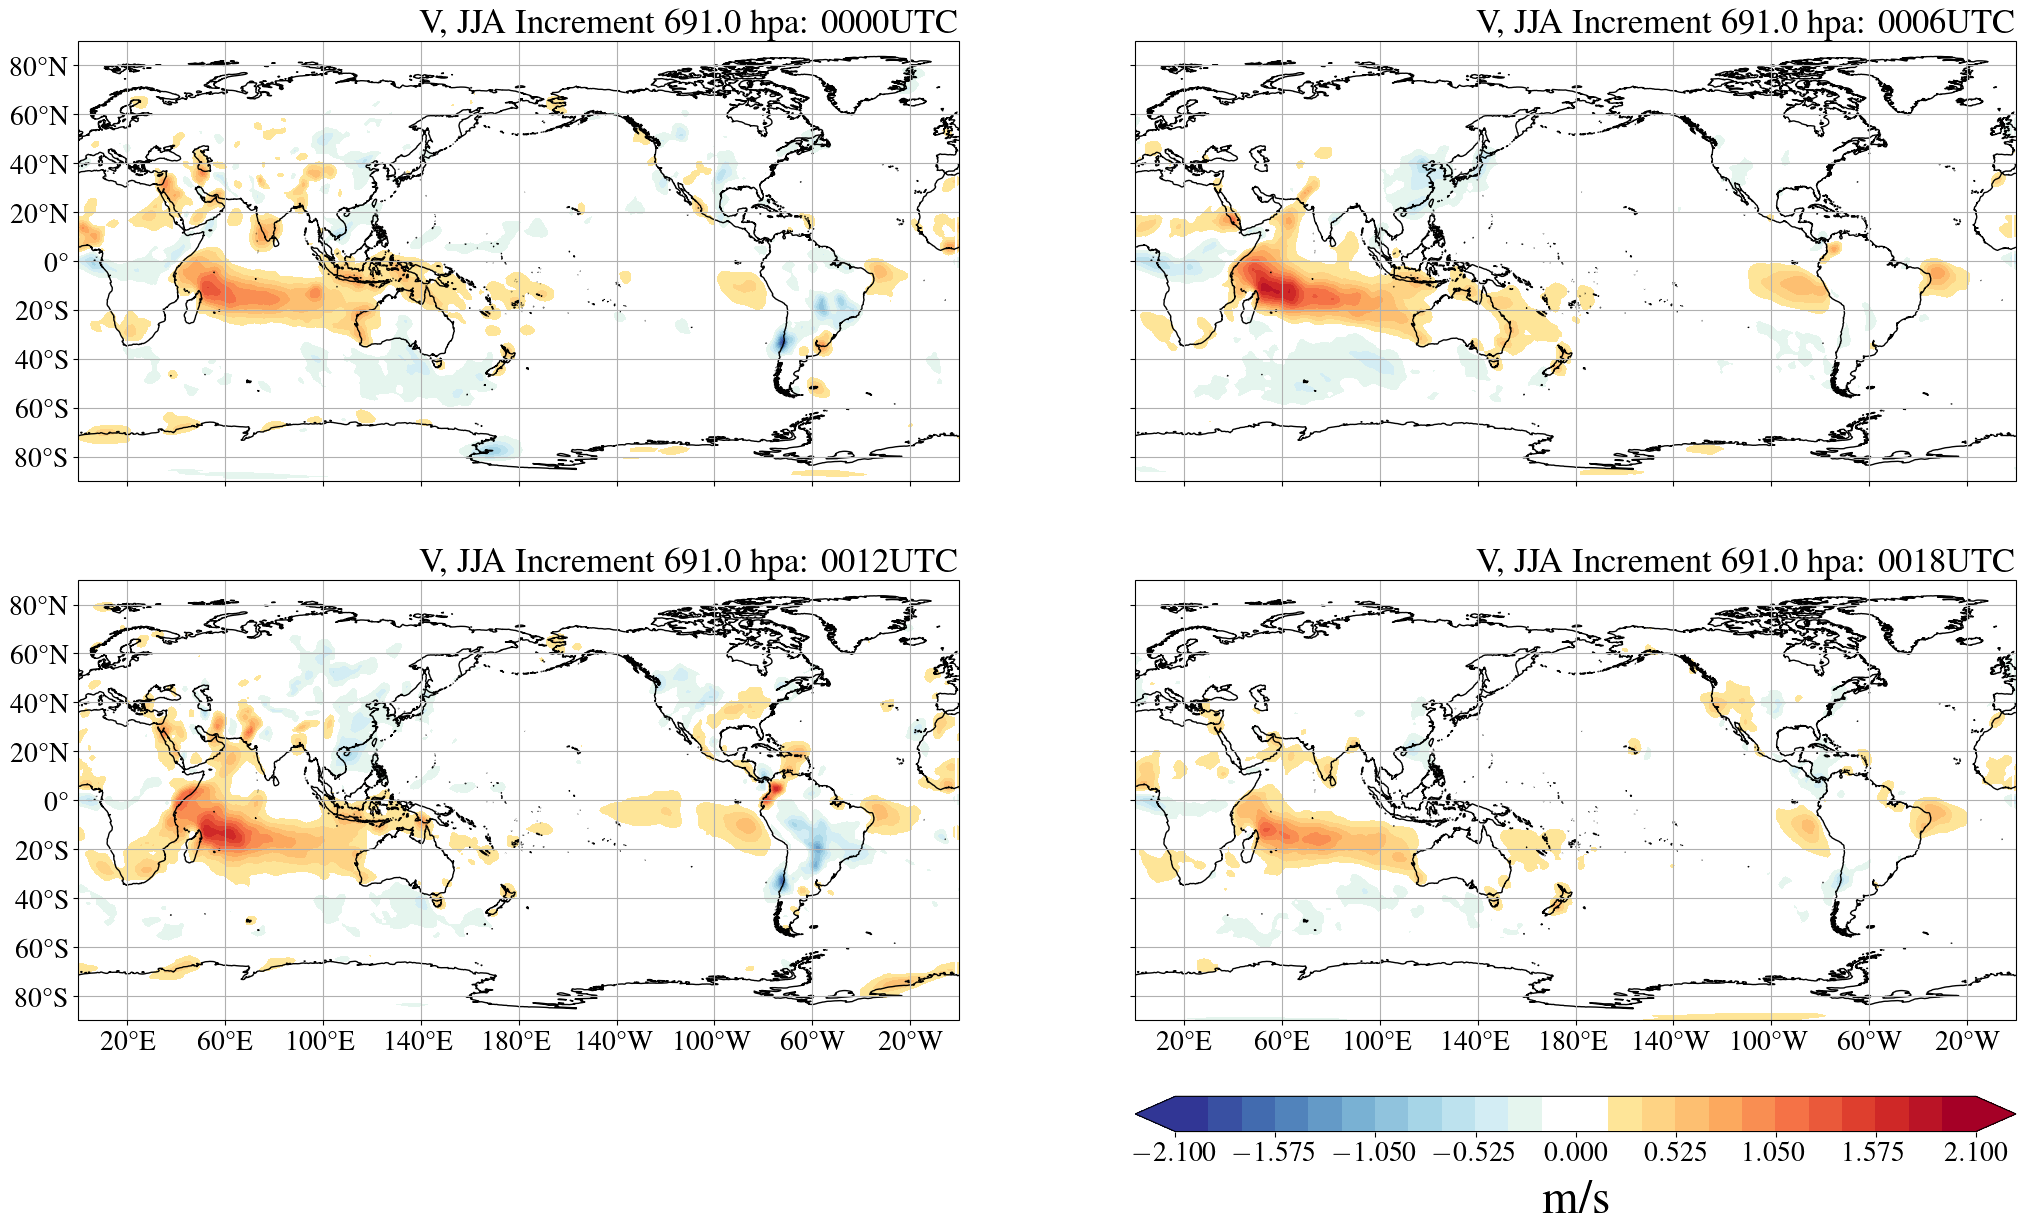 V, JJA Increment 691.0 hpa: 0000UTC
V, JJA Increment 691.0 hpa: 0006UTC
80°N
60°N
40°N
20°N
0°
20°S
40°S
60°S
80°S
V, JJA Increment 691.0 hpa: 0012UTC
V, JJA Increment 691.0 hpa: 0018UTC
80°N
60°N
40°N
20°N
0°
20°S
40°S
60°S
80°S
20°E 60°E 100°E 140°E 180°E 140°W 100°W 60°W 20°W
20°E 60°E 100°E 140°E 180°E 140°W 100°W 60°W 20°W
−2.100 −1.575 −1.050 −0.525 0.000 0.525 1.050 1.575 2.100
m/s